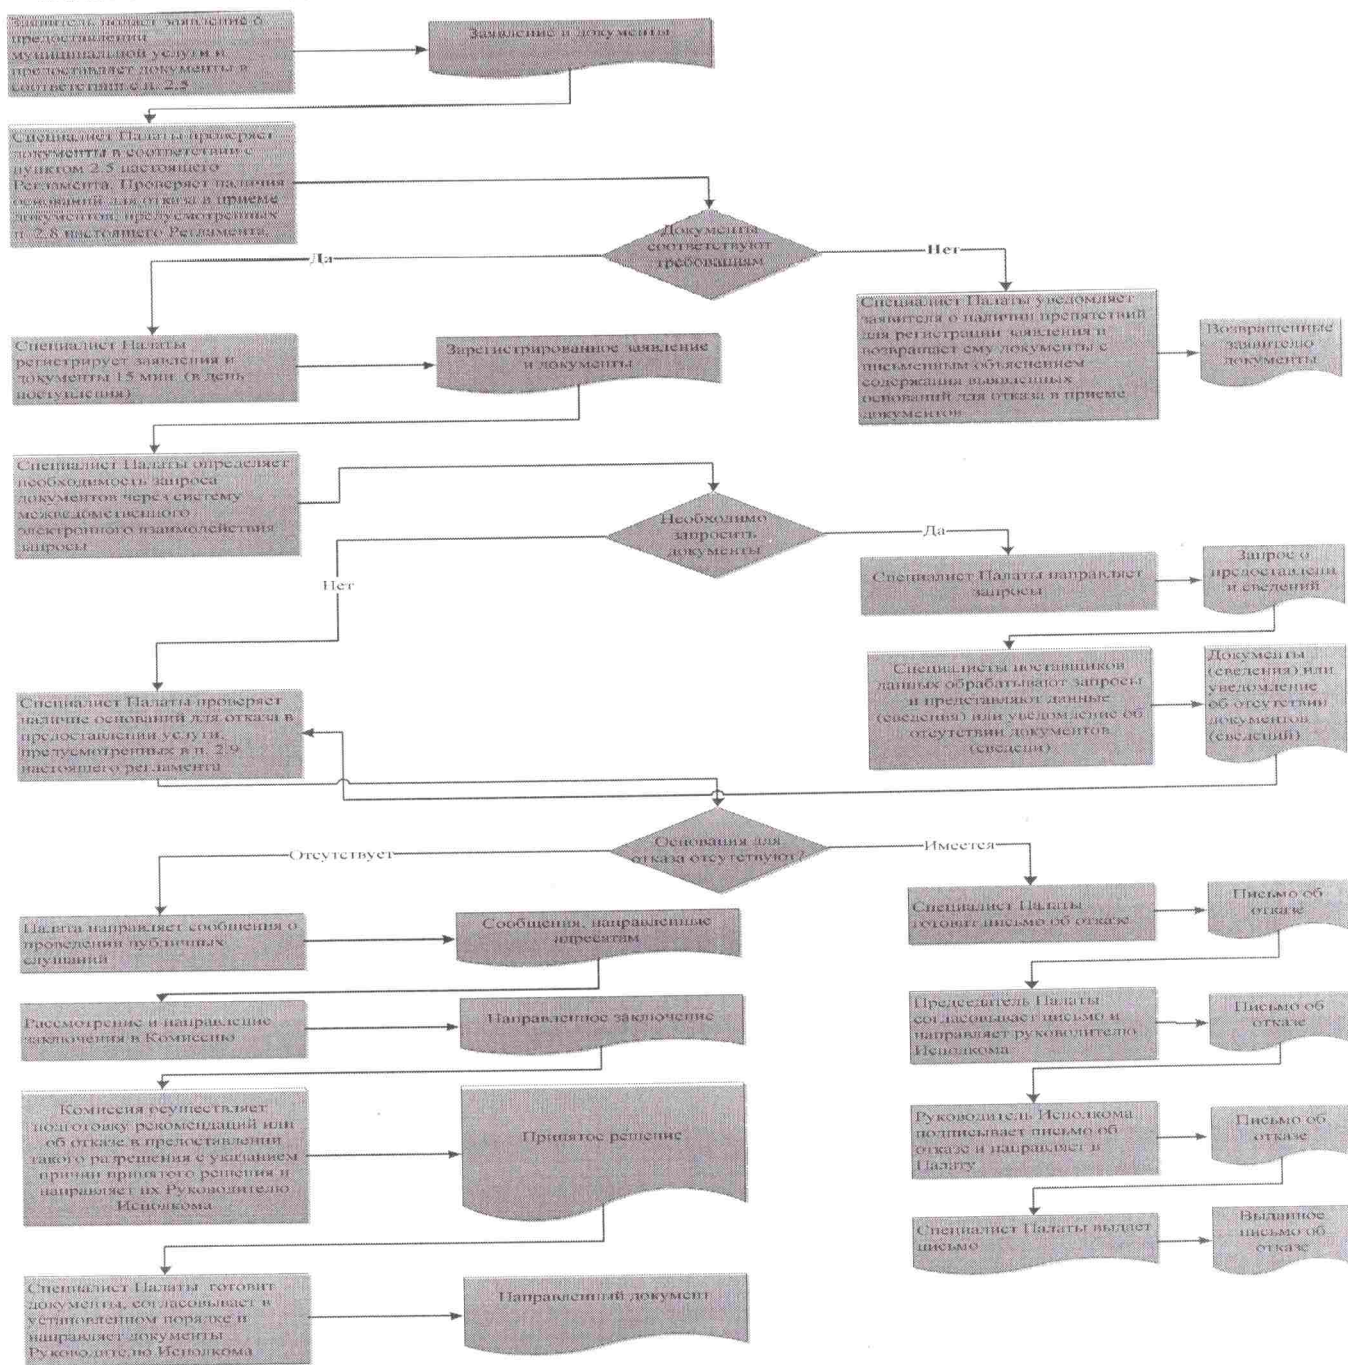 Заявитель подает заявление о
предоставлении
муниципальной услуги и
предоставляет документы в
соответствии с п. 2.5
Заявление и документы
Специалист Палаты проверяет
документы в соответствии с
пунктом 2.5 настоящего
Регламента. Проверяет наличия
оснований для отказа в приеме
документов, предусмотренных
п. 2.8 настоящего Регламента.
Документы
соответствуют
требованиям
Да
Нет
Специалист Палаты
регистрирует заявления и
документы 15 мин. (в день
поступления)
Зарегистрированное заявление
и документы
Специалист Палаты уведомляет
заявителя о наличии препятствий
для регистрации заявления и
возвращает ему документы с
письменным объяснением
содержания выявленных
оснований для отказа в приеме
документов
Возвращенные
заявителю
документы
Специалист Палаты определяет
необходимость запроса
документов через систему
межведомственного
электронного взаимодействия
запросы
Необходимо
запросить
документы
Да
Нет
Специалист Палаты направляет
запросы
Запрос о
предоставлени
и сведений
Специалисты поставщиков
данных обрабатывают запросы
и представляют данные
(сведения) или уведомление об
отсутствии документов
(сведени)
Документы
(сведения) или
уведомление
об отсутствии
документов
(сведений)
Специалист Палаты проверяет
наличие оснований для отказа в
предоставлении услуги,
предусмотренных в п. 2.9
настоящего регламента
Основания для
отказа отсутствуют?
Отсутствует
Имеется
Палата направляет сообщения о
проведении публичных
слушаний
Сообщения, направленные
адресатам
Специалист Палаты
готовит письмо об отказе
Письмо об
отказе
Рассмотрение и направление
заключения в Комиссию
Направленное заключение
Председатель Палаты
согласовывает письмо и
направляет руководителю
Исполкома
Письмо об
отказе
Комиссия осуществляет
подготовку рекомендаций или
об отказе в предоставлении
такого разрешения с указанием
причин принятого решения и
направляет их Руководителю
Исполкома
Принятое решение
Руководитель Исполкома
подписывает письмо об
отказе и направляет в
Палату
Письмо об
отказе
Специалист Палаты выдает
письмо
Выданное
письмо об
отказе
Специалист Палаты готовит
документы, согласовывает в
установленном порядке и
направляет документы
Руководителю Исполкома
Направленный документ